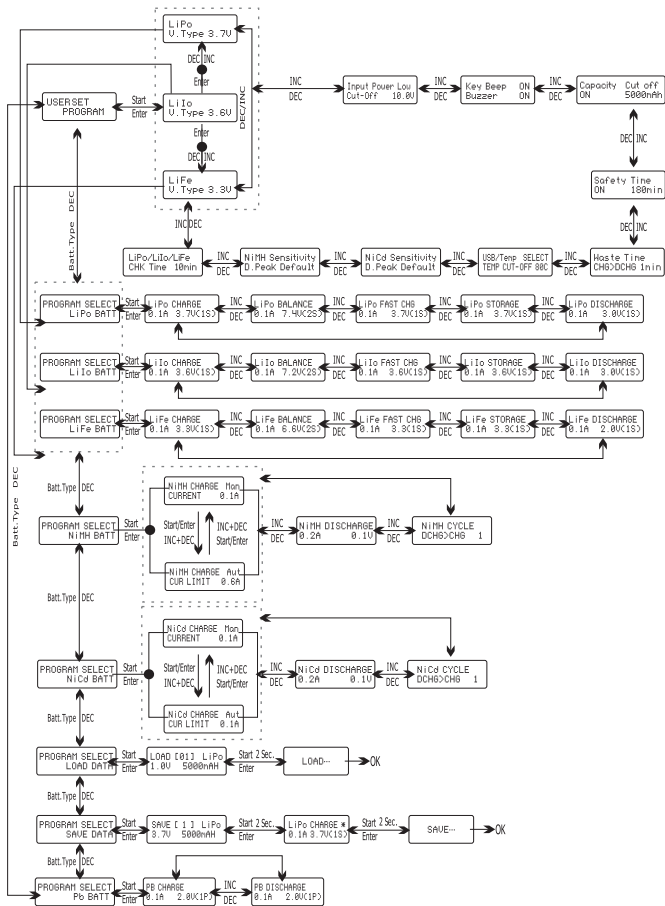 LiPo
V.Type 3.7V
DEC INC
Enter
USERSET
PROGRAM
Start
Enter
LiIo
V.Type 3.6V
Enter
DEC INC
LiFe
V.Type 3.3V
DEC/INC
INC
DEC
Input Power Low
Cut-Off 10.0V
INC
DEC
Key Beep ON
Buzzer ON
INC
DEC
Capacity Cut off
ON 5000mAh
DEC INC
Safety Time
ON 180min
DEC INC
INC DEC
Batt.Type DEC
LiPo/LiIo/LiFe
CHK Time 10min
INC
DEC
NiMH Sensitivity
D.Peak Default
INC
DEC
NiCd Sensitivity
D.Peak Default
INC
DEC
USB/Temp SELECT
TEMP CUT-OFF 80C
INC
DEC
Waste Time
CHG>DCHG 1min
PROGRAM SELECT
LiPo BATT
Start
Enter
LiPo CHARGE
0.1A 3.7V(1S)
INC
DEC
LiPo BALANCE
0.1A 7.4V(2S)
INC
DEC
LiPo FAST CHG
0.1A 3.7V(1S)
INC
DEC
LiPo STORAGE
0.1A 3.7V(1S)
INC
DEC
LiPo DISCHARGE
0.1A 3.0V(1S)
PROGRAM SELECT
LiIo BATT
Start
Enter
LiIo CHARGE
0.1A 3.6V(1S)
INC
DEC
LiIo BALANCE
0.1A 7.2V(2S)
INC
DEC
LiIo FAST CHG
0.1A 3.6V(1S)
INC
DEC
LiIo STORAGE
0.1A 3.6V(1S)
INC
DEC
LiIo DISCHARGE
0.1A 3.0V(1S)
PROGRAM SELECT
LiFe BATT
Start
Enter
LiFe CHARGE
0.1A 3.3V(1S)
INC
DEC
LiFe BALANCE
0.1A 6.6V(2S)
INC
DEC
LiFe FAST CHG
0.1A 3.3(1S)
INC
DEC
LiFe STORAGE
0.1A 3.3(1S)
INC
DEC
LiFe DISCHARGE
0.1A 2.0V(1S)
Batt.Type DEC
Batt.Type DEC
PROGRAM SELECT
NiMH BATT
Start
Enter
NiMH CHARGE Man
CURRENT 0.1A
Start/Enter
INC+DEC
INC+DEC
Start/Enter
NiMH CHARGE Aut
CUR LIMIT 0.6A
INC
DEC
NiMH DISCHARGE
0.2A 0.1V
INC
DEC
NiMH CYCLE
DCHG>CHG 1
Batt.Type DEC
PROGRAM SELECT
NiCd BATT
Start
Enter
NiCd CHARGE Man
CURRENT 0.1A
Start/Enter
INC+DEC
INC+DEC
Start/Enter
NiCd CHARGE Aut
CUR LIMIT 0.1A
INC
DEC
NiCd DISCHARGE
0.2A 0.1V
INC
DEC
NiCd CYCLE
DCHG>CHG 1
Batt.Type DEC
PROGRAM SELECT
LOAD DATA
Start
Enter
LOAD [01] LiPo
1.0V 5000mAH
Start 2 Sec.
Enter
LOAD···
OK
Batt.Type DEC
PROGRAM SELECT
SAVE DATA
Start
Enter
SAVE [ 1 ] LiPo
3.7V 5000mAH
Start 2 Sec.
Enter
LiPo CHARGE *
0.1A 3.7V(1S)
Start 2 Sec.
Enter
SAVE···
OK
Batt.Type DEC
PROGRAM SELECT
Pb BATT
Start
Enter
PB CHARGE
0.1A 2.0V(1P)
INC
DEC
PB DISCHARGE
0.1A 2.0V(1P)